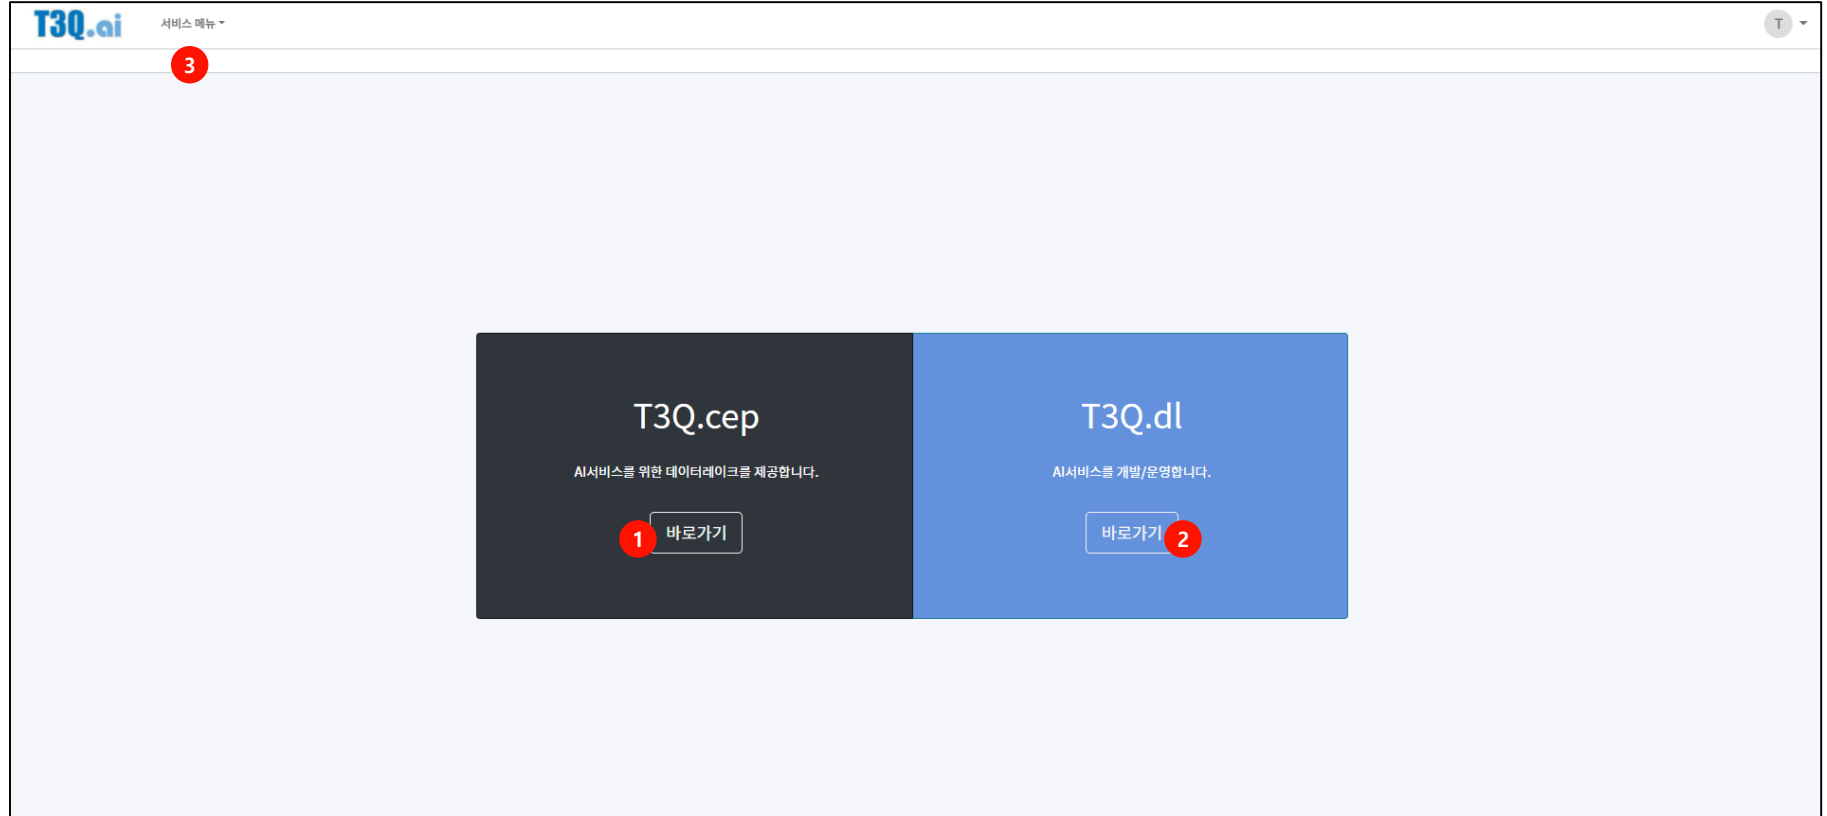 T3Q.ai
서비스 메뉴
T
3
T3Q.cep
AI서비스를 위한 데이터레이크를 제공합니다.
1
바로가기
T3Q.dl
AI서비스를 개발/운영합니다.
바로가기
2